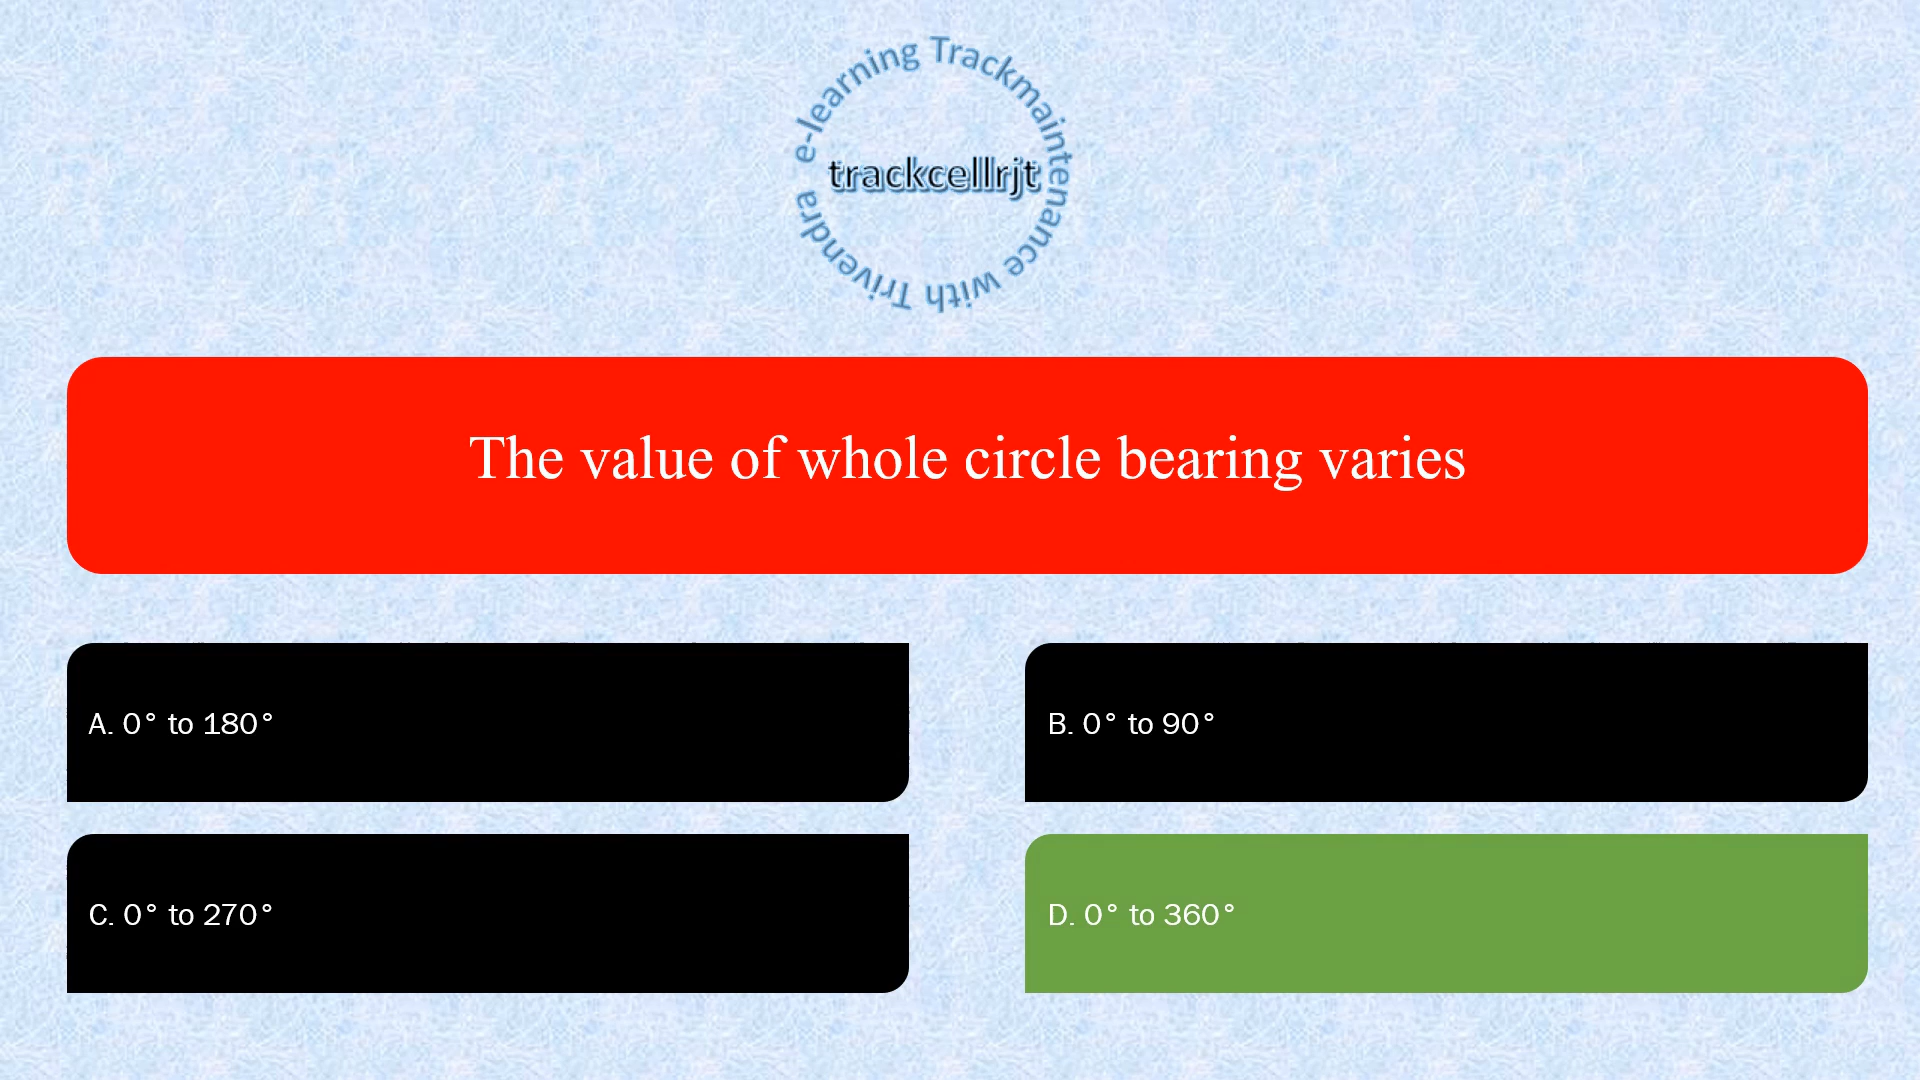 e-learning Trackmaintenance with Trivendra
trackcellrjt
The value of whole circle bearing varies
A. 0° to 180°
B. 0° to 90°
C. 0° to 270°
D. 0° to 360°